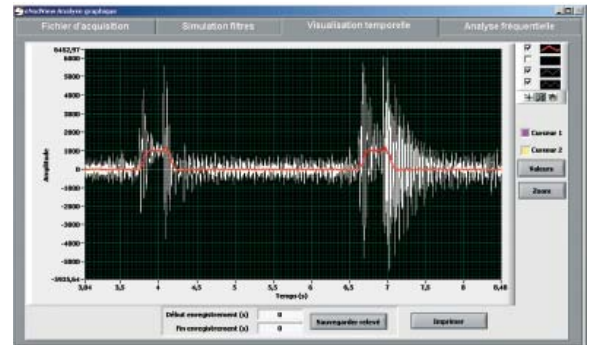 Analyse graphique
Fichier d'acquisition Simulation filtres Visualisation temporelle Analyse fréquentielle
6000
5000
4000
3000
2000
1000
0
-1000
-2000
-3000
-4000
-5000
Amplitude
3,04 3,5 4 4,5 5 5,5 6 6,5 7 7,5 8 8,48
Temps (s)
Curseur 1
Curseur 2
Valeurs
Zoom
Début enregistrement (s) 0
Fin enregistrement (s) 0
Sauvegarder relevé
Imprimer